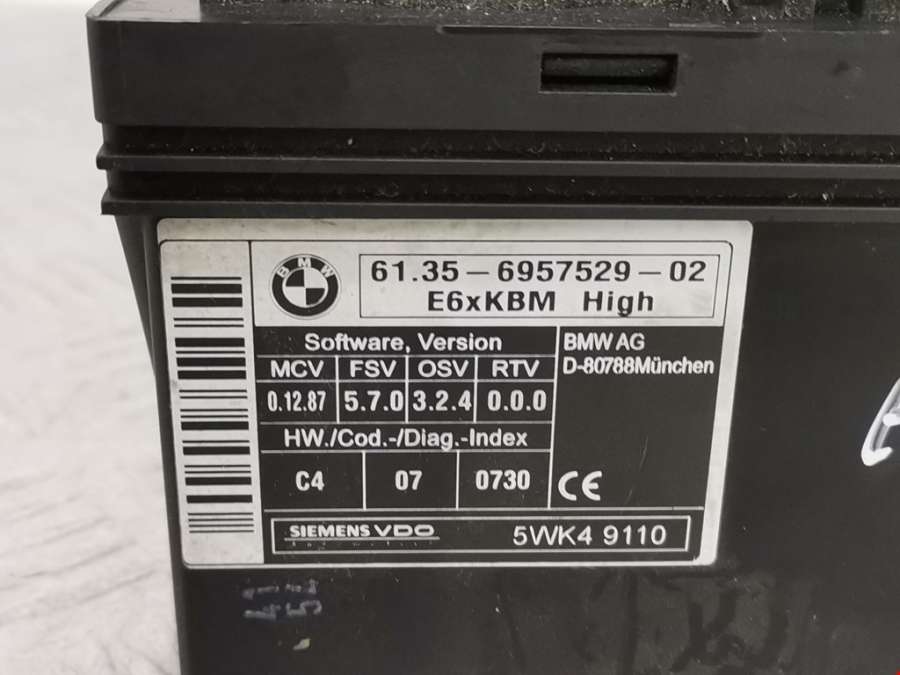 BMW
61.35-6957529-02
E6xKBM High
Software, Version
BMW AG
D-80788München
MCV FSV OSV RTV
0.12.87 5.7.0 3.2.4 0.0.0
HW./Cod.-/Diag.-Index
C4 07 0730
CE
SIEMENS VDO 5WK4 9110